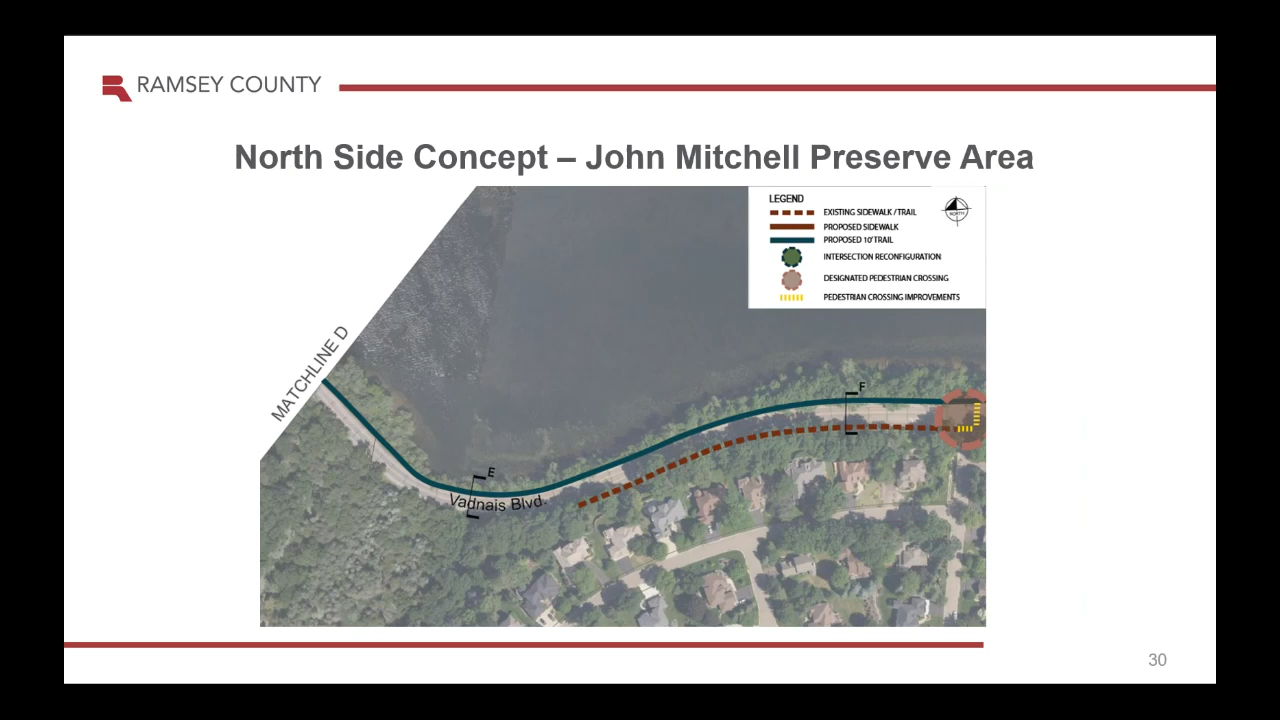 RAMSEY COUNTY
North Side Concept – John Mitchell Preserve Area
LEGEND
EXISTING SIDEWALK / TRAIL
PROPOSED SIDEWALK
PROPOSED 10' TRAIL
INTERSECTION RECONFIGURATION
DESIGNATED PEDESTRIAN CROSSING
PEDESTRIAN CROSSING IMPROVEMENTS
NORTH
MATCHLINE D
F
E
Vadnais Blvd.
30